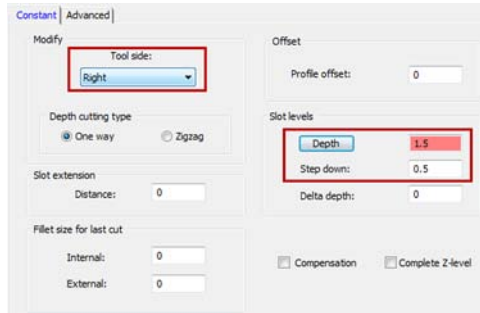 Constant Advanced
Modify
Tool side:
Right
Depth cutting type
One way Zigzag
Slot extension
Distance: 0
Fillet size for last cut
Internal: 0
External: 0
Offset
Profile offset: 0
Slot levels
Depth 1.5
Step down: 0.5
Delta depth: 0
Compensation Complete Z-level